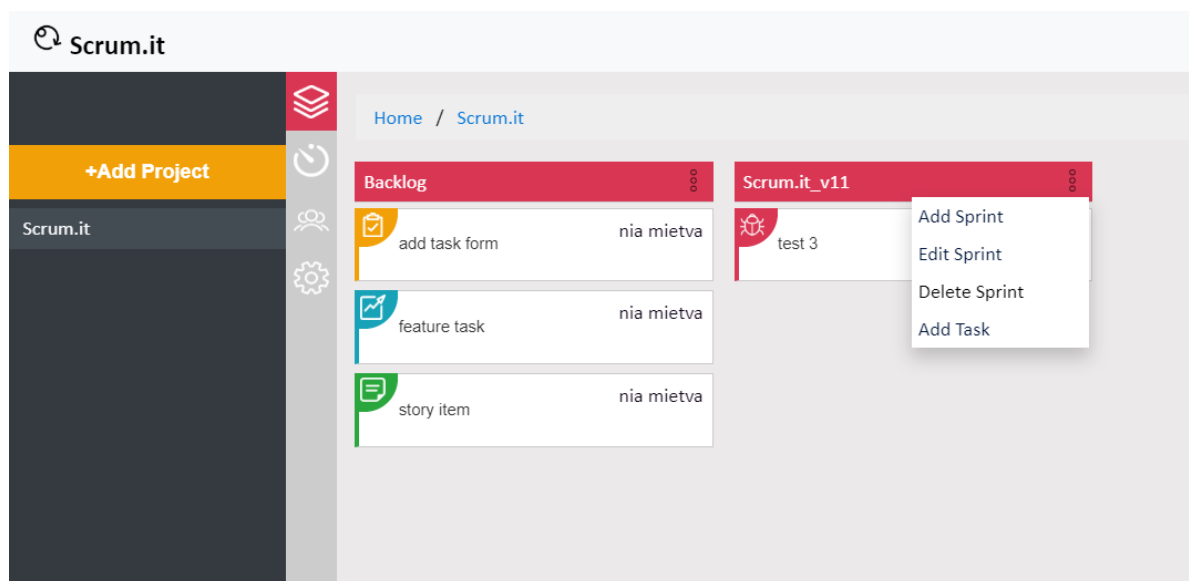 Scrum.it
+Add Project
Scrum.it
Home / Scrum.it
Backlog
add task form
nia mietva
feature task
nia mietva
story item
nia mietva
Scrum.it_v11
test 3
Add Sprint
Edit Sprint
Delete Sprint
Add Task